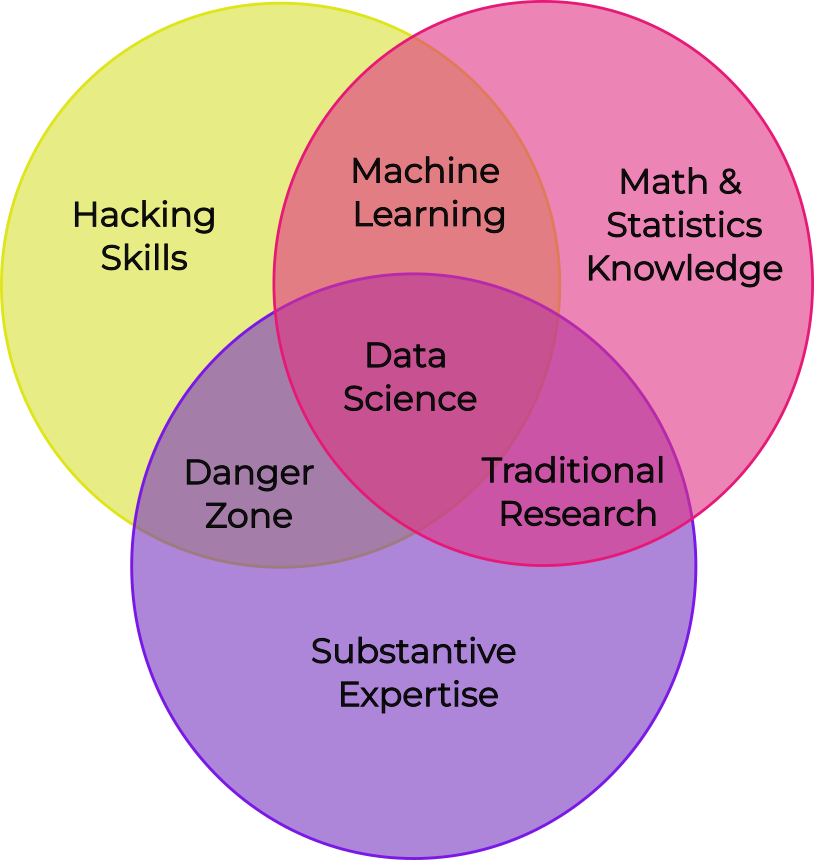 Machine
Learning
Math &
Statistics
Knowledge
Hacking
Skills
Data
Science
Danger
Zone
Traditional
Research
Substantive
Expertise